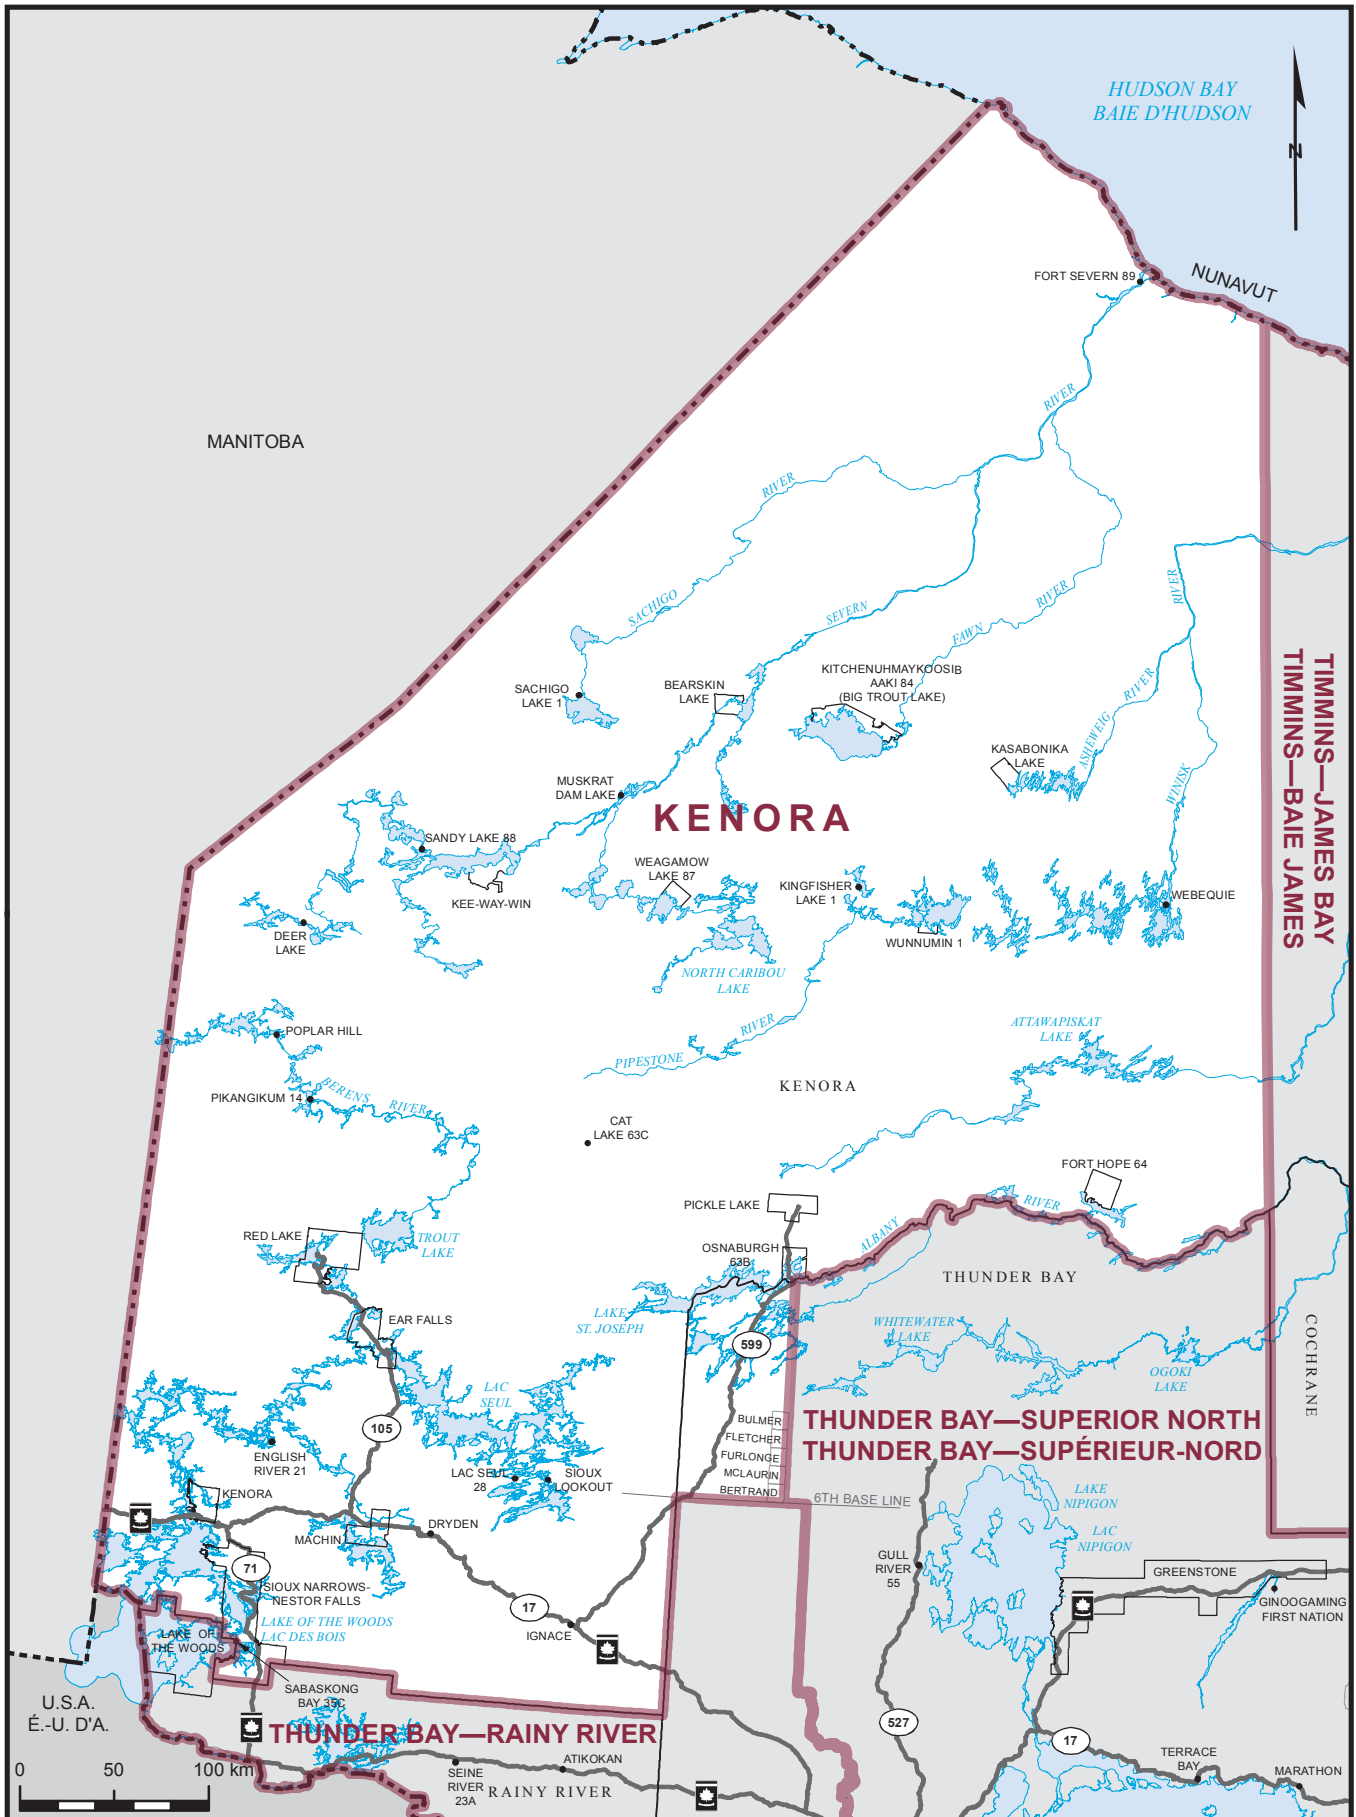 HUDSON BAY
BAIE D'HUDSON
N
NUNAVUT
FORT SEVERN 89
MANITOBA
RIVER
RIVER
SACHIGO
SEVERN
FAWN
RIVER
RIVER
ASHEWEIG
RIVER
WINISK
TIMMINS—JAMES BAY
TIMMINS—BAIE JAMES
SACHIGO
LAKE 1
BEARSKIN
LAKE
KITCHENUHMAYKOOSIB
AAKI 84
(BIG TROUT LAKE)
KASABONIKA
LAKE
MUSKRAT
DAM LAKE
KENORA
SANDY LAKE 88
KEE-WAY-WIN
WEAGAMOW
LAKE 87
KINGFISHER
LAKE 1
WUNNUMIN 1
WEBEQUIE
DEER
LAKE
NORTH CARIBOU
LAKE
POPLAR HILL
PIPESTONE
RIVER
ATTAWAPISKAT
LAKE
KENORA
PIKANGIKUM 14
BERENS
RIVER
CAT
LAKE 63C
FORT HOPE 64
PICKLE LAKE
RIVER
ALBANY
RED LAKE
TROUT
LAKE
OSNABURGH
63B
THUNDER BAY
LAKE
ST. JOSEPH
EAR FALLS
599
WHITEWATER
LAKE
OGOKI
LAKE
COCHRANE
LAC
SEUL
105
BULMER
FLETCHER
FURLONGE
MCLAURIN
BERTRAND
THUNDER BAY—SUPERIOR NORTH
THUNDER BAY—SUPÉRIEUR-NORD
ENGLISH
RIVER 21
LAC SEUL
28
SIOUX
LOOKOUT
KENORA
6TH BASE LINE
LAKE
NIPIGON
LAC
NIPIGON
MACHIN
DRYDEN
71
SIOUX NARROWS-
NESTOR FALLS
17
IGNACE
GULL
RIVER
55
GREENSTONE
GINOOGAMING
FIRST NATION
LAKE OF
THE WOODS
LAKE OF THE WOODS
LAC DES BOIS
SABASKONG
BAY 35C
U.S.A.
É.-U. D'A.
THUNDER BAY—RAINY RIVER
527
17
TERRACE
BAY
MARATHON
ATIKOKAN
SEINE
RIVER
23A
RAINY RIVER
0 50 100 km